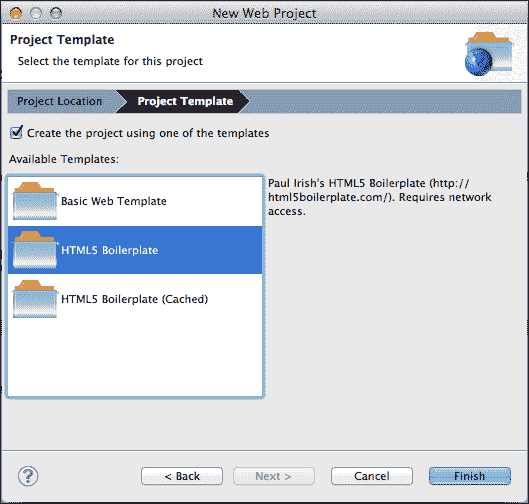 New Web Project
Project Template
Select the template for this project
Project Location
Project Template
Create the project using one of the templates
Available Templates:
Basic Web Template
HTML5 Boilerplate
HTML5 Boilerplate (Cached)
Paul Irish's HTML5 Boilerplate (http://
html5boilerplate.com/). Requires network
access.
?
< Back
Next >
Cancel
Finish